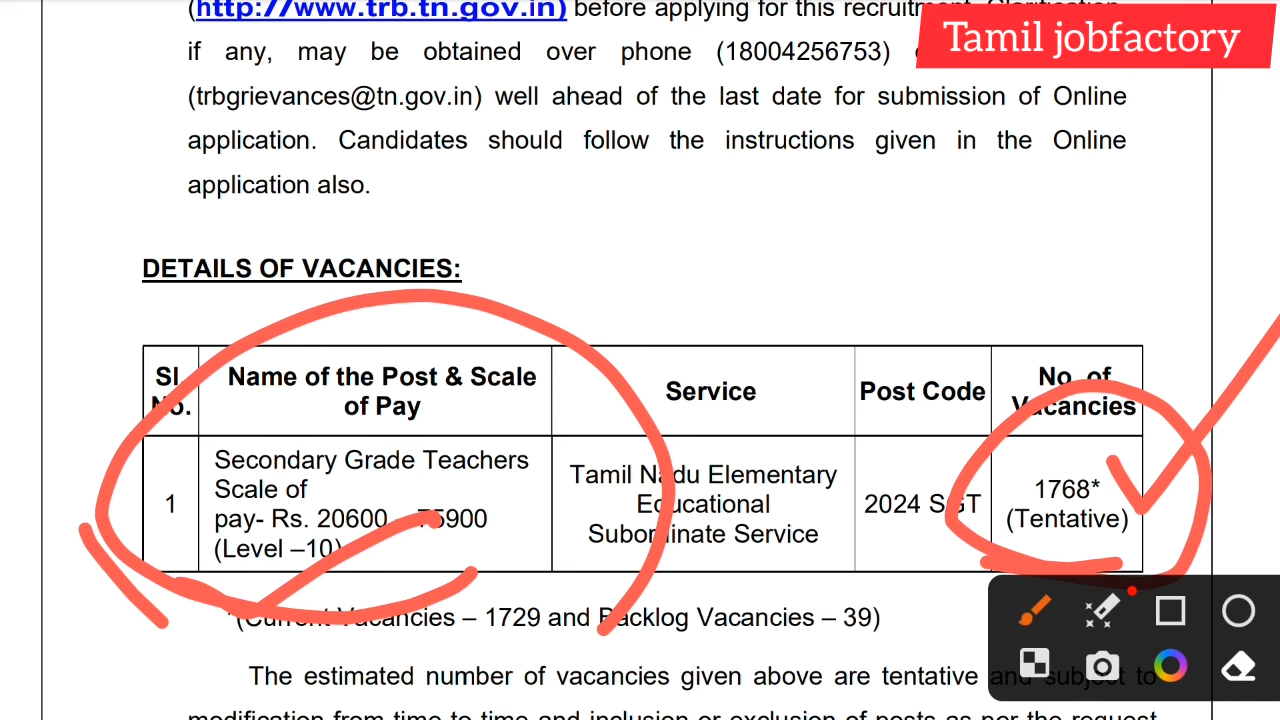 (http://www.trb.tn.gov.in) before applying for this recruitment. Clarification,
Tamil jobfactory
if any, may be obtained over phone (18004256753)
(trbgrievances@tn.gov.in) well ahead of the last date for submission of Online
application. Candidates should follow the instructions given in the Online
application also.
DETAILS OF VACANCIES:
Sl. No.
Name of the Post & Scale of Pay
Service
Post Code
No. of Vacancies
1
Secondary Grade Teachers
Scale of
pay- Rs. 20600 – 75900
(Level –10)
Tamil Nadu Elementary
Educational
Subordinate Service
2024 SGT
1768*
(Tentative)
*(Current Vacancies – 1729 and Backlog Vacancies – 39)
The estimated number of vacancies given above are tentative and subject to
modification from time to time and inclusion or exclusion of posts as per the request